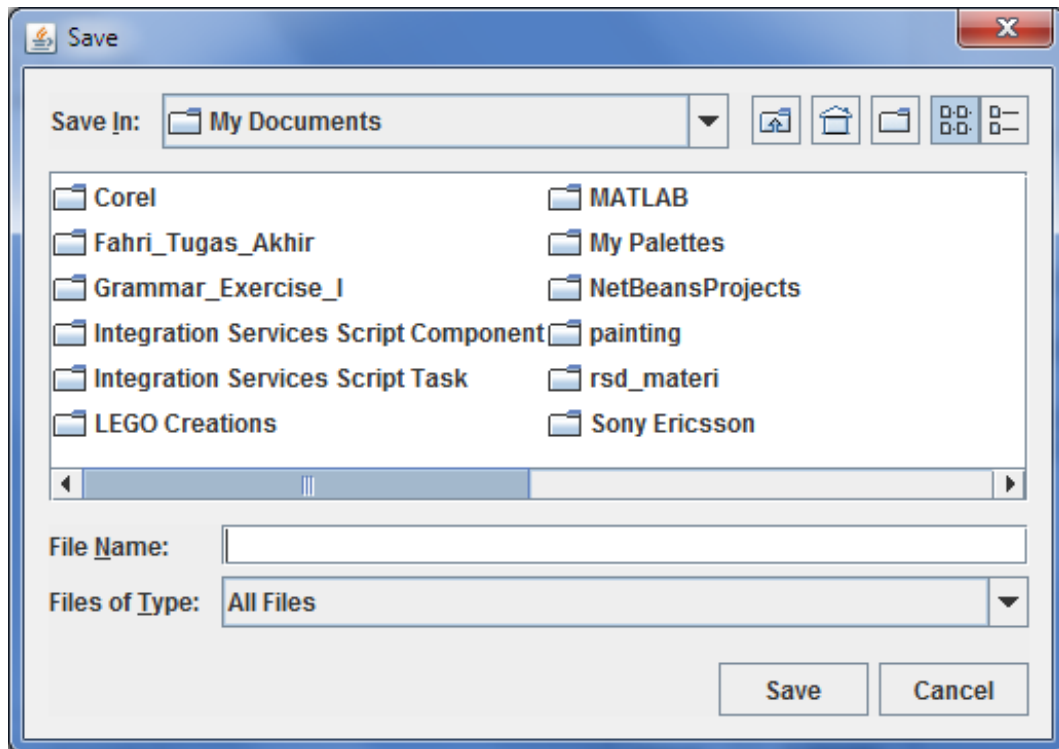 Save
Save In: My Documents
Corel
Fahri_Tugas_Akhir
Grammar_Exercise_I
Integration Services Script Component
Integration Services Script Task
LEGO Creations
MATLAB
My Palettes
NetBeansProjects
painting
rsd_materi
Sony Ericsson
File Name:
Files of Type: All Files
Save Cancel